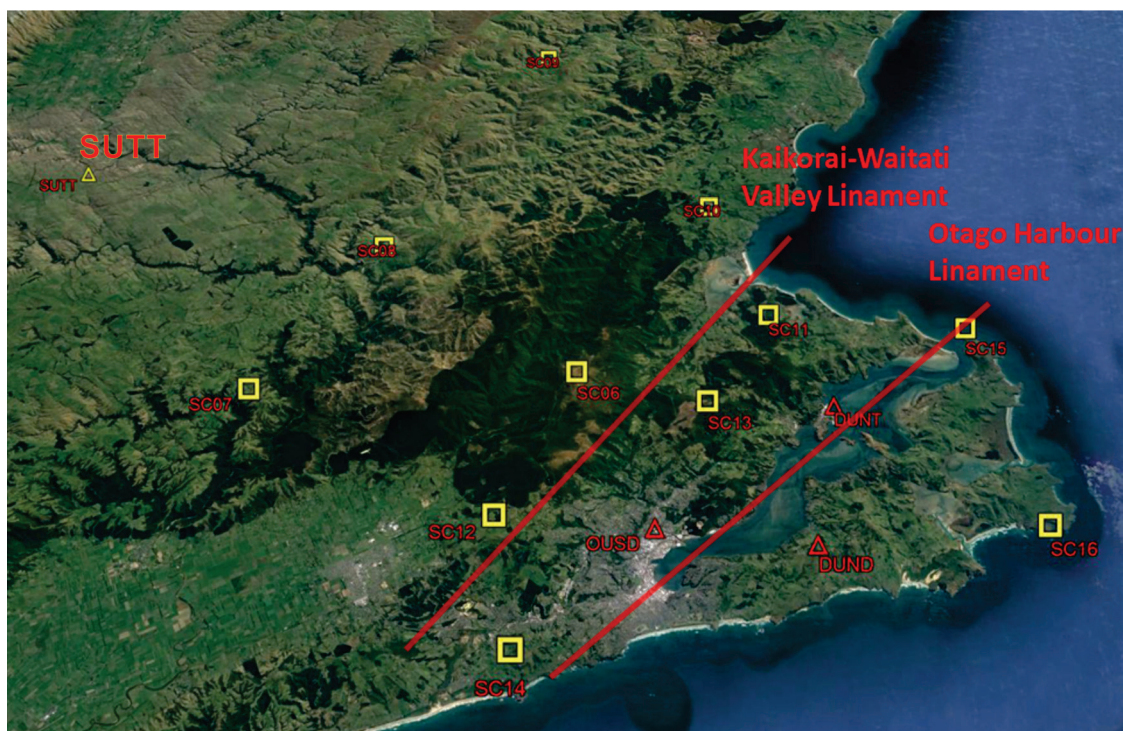 SC09
SUTT
SUTT
Kaikorai-Waitati
Valley Linament
SC10
Otago Harbour
Linament
SC11
SC15
SC06
SC07
SC13
DUNT
SC12
OUSD
SC16
DUND
SC14